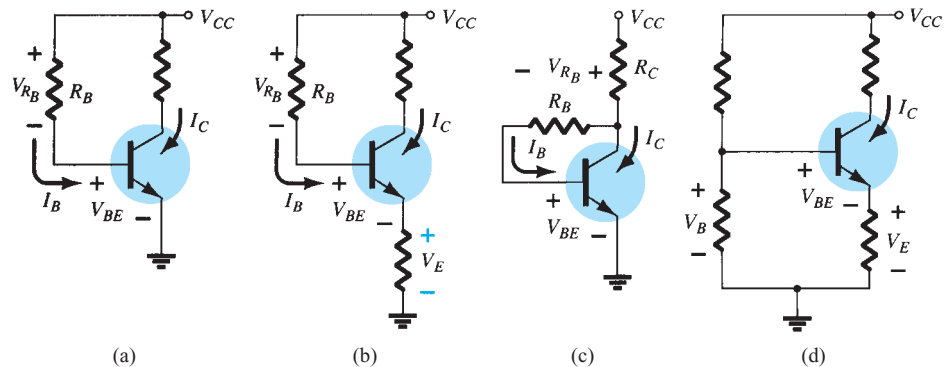 V_CC
+
V_RB
R_B
−
I_C
I_B
+
V_BE
−
(a)
V_CC
+
V_RB
R_B
−
I_C
I_B
+
V_BE
−
+
V_E
−
(b)
V_CC
− V_RB +
R_C
R_B
I_C
I_B
+
V_BE
−
(c)
V_CC
I_C
+
V_B
−
+
V_BE
−
+
V_E
−
(d)